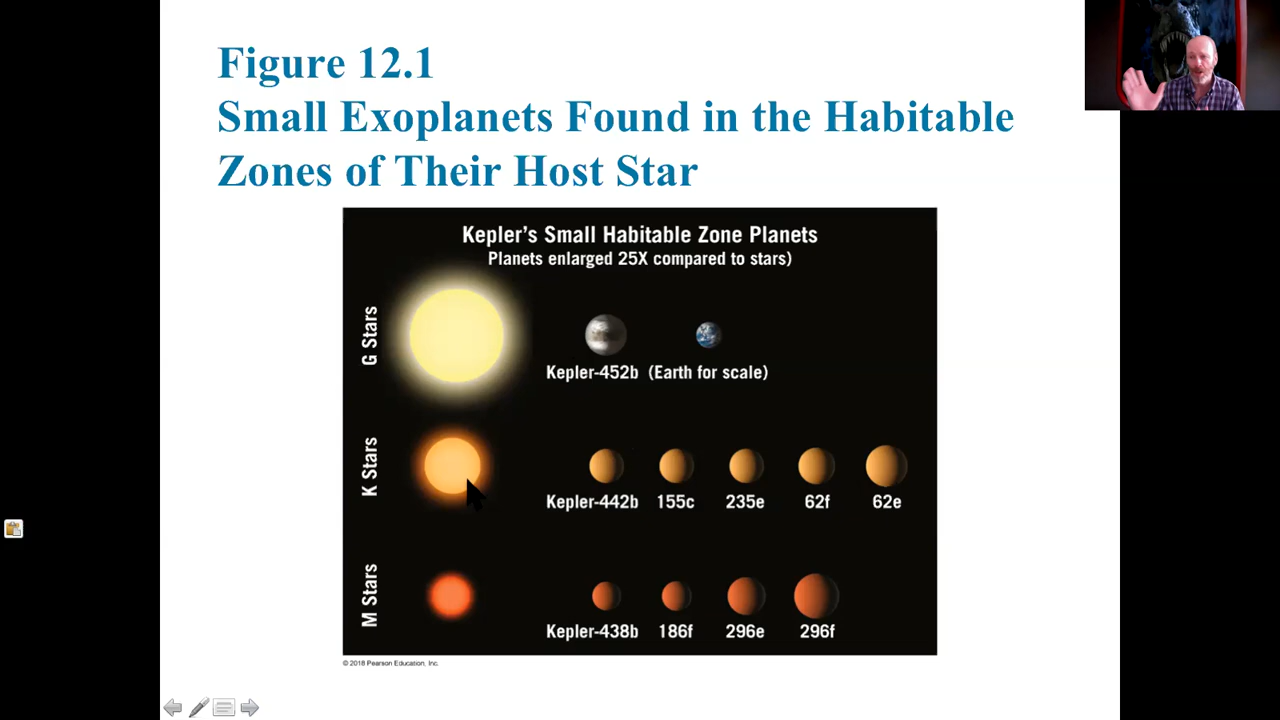 Figure 12.1
Small Exoplanets Found in the Habitable
Zones of Their Host Star
Kepler's Small Habitable Zone Planets
Planets enlarged 25X compared to stars)
G Stars
Kepler-452b (Earth for scale)
K Stars
Kepler-442b 155c 235e 62f 62e
M Stars
Kepler-438b 186f 296e 296f
© 2018 Pearson Education, Inc.